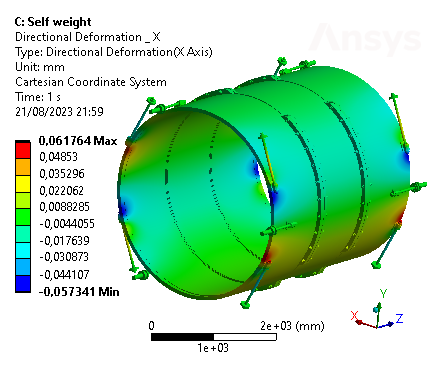 C: Self weight
Directional Deformation _ X
Type: Directional Deformation(X Axis)
Unit: mm
Cartesian Coordinate System
Time: 1 s
21/08/2023 21:59
Ansys
0,061764 Max
0,04853
0,035296
0,022062
0,0088285
-0,0044055
-0,017639
-0,030873
-0,044107
-0,057341 Min
0
2e+03 (mm)
1e+03
Y
X
Z